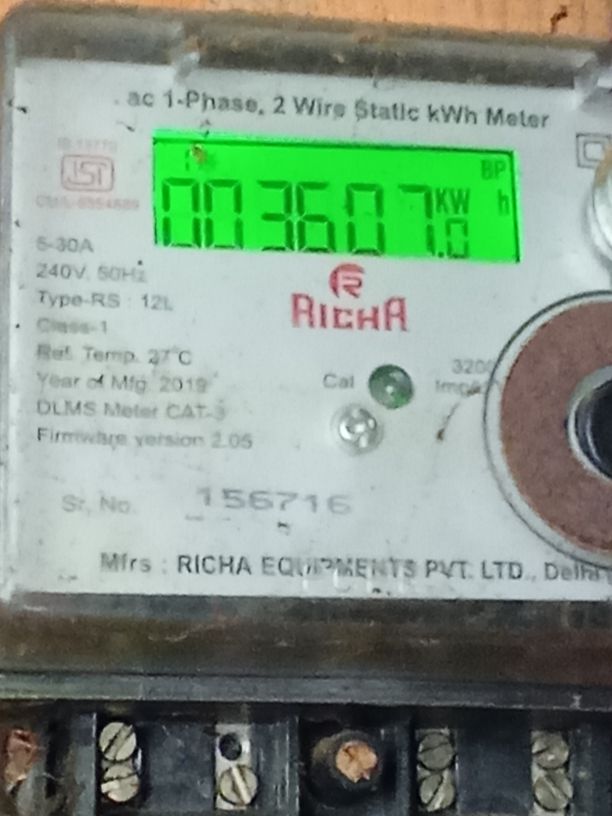 ac 1-Phase, 2 Wire Static kWh Meter
BP
003607.0 KW h
5-30A
240V, 50Hz
Type-RS : 12L
Class-1
Ref. Temp. 27°C
Year of Mfg. 2019
DLMS Meter CAT-3
Firmware version 2.05
RICHA
Cal
3200
Imp/
Sr. No. 156716
Mfrs : RICHA EQUIPMENTS PVT. LTD., Delhi